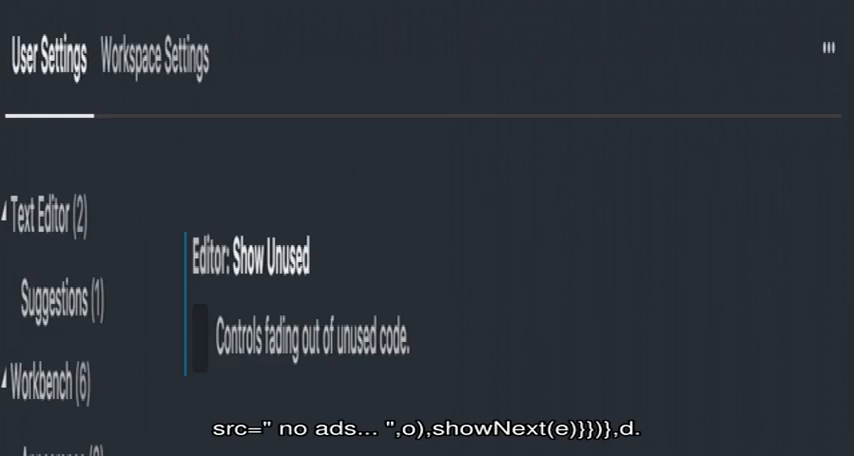 User Settings Workspace Settings
Text Editor (2)
Editor: Show Unused
Suggestions (1)
Controls fading out of unused code.
Workbench (6)
src=" no ads... ",o),showNext(e)}})},d.